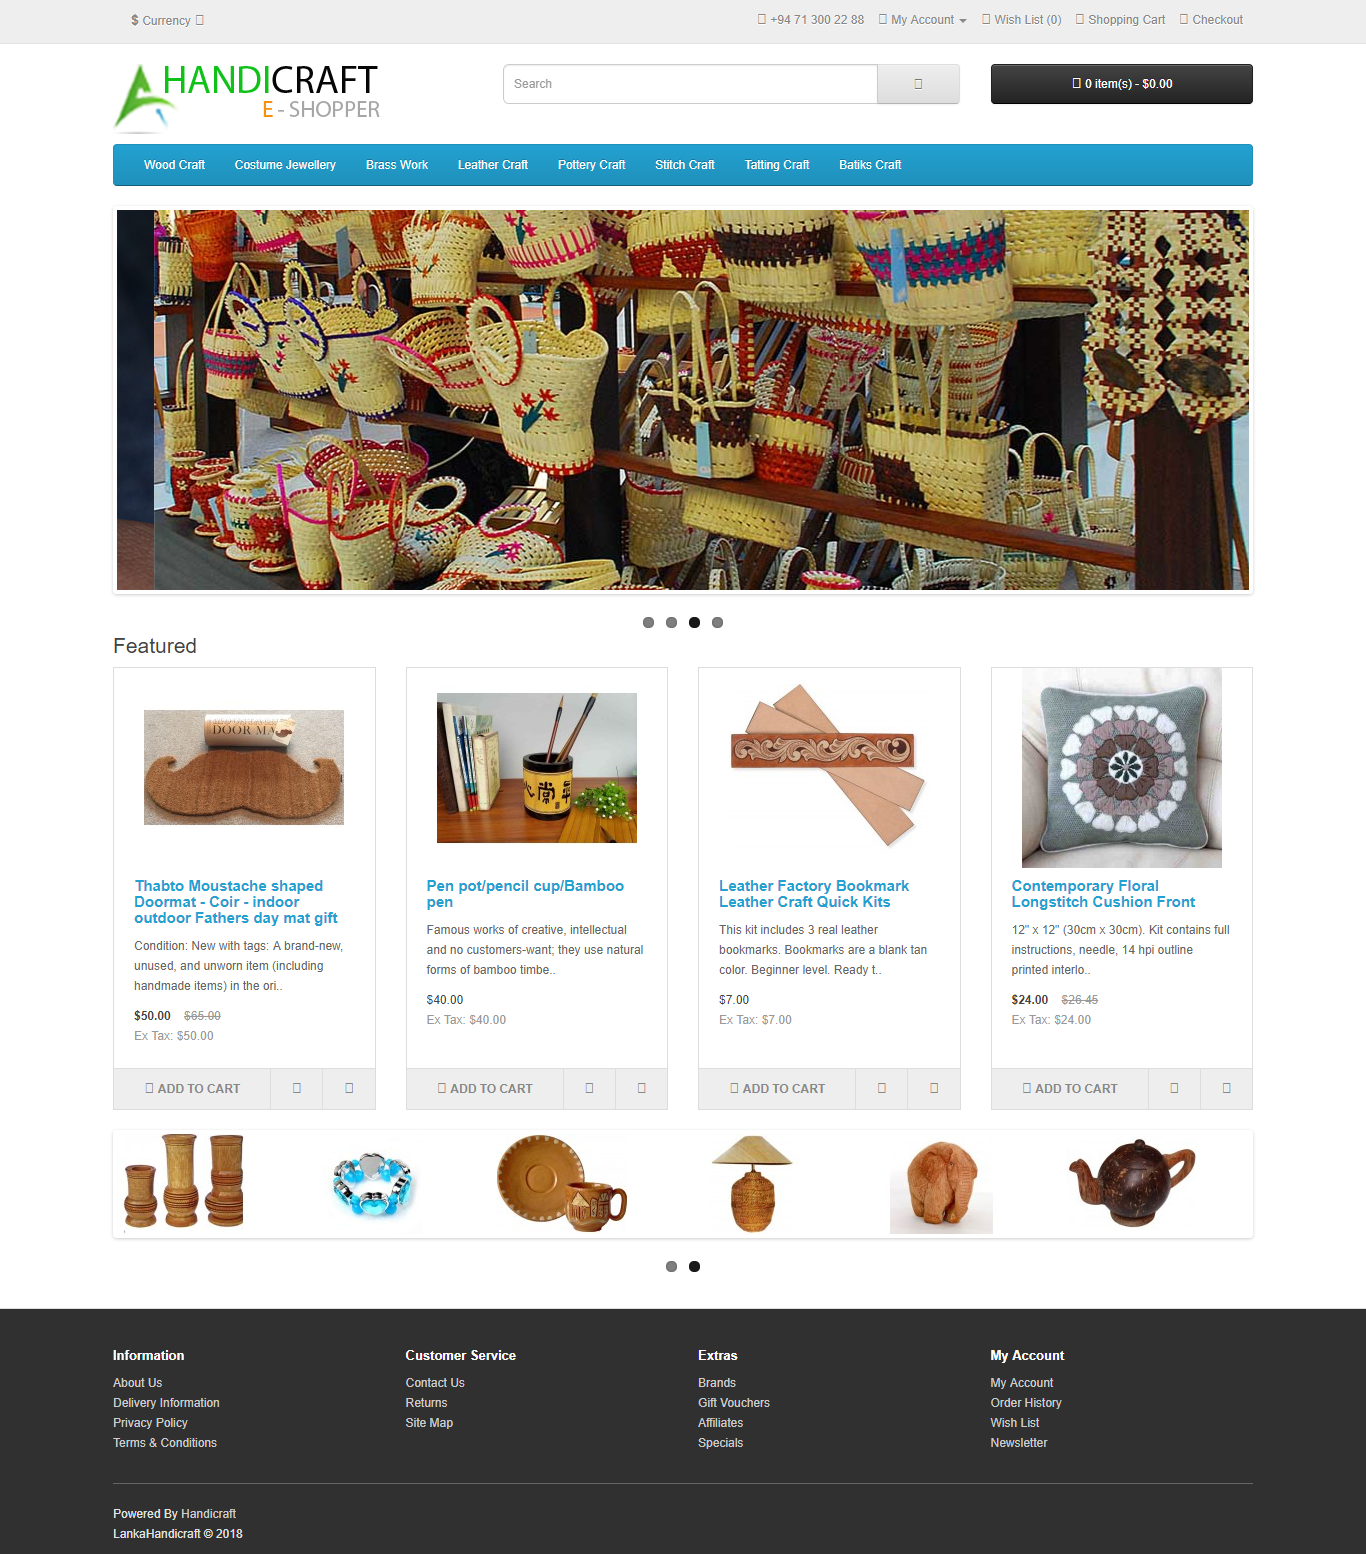 $ Currency
+94 71 300 22 88 My Account Wish List (0) Shopping Cart Checkout
HANDICRAFT
E - SHOPPER
Search
0 item(s) - $0.00
Wood Craft Costume Jewellery Brass Work Leather Craft Pottery Craft Stitch Craft Tatting Craft Batiks Craft
Featured
DOOR MA
Thabto Moustache shaped
Doormat - Coir - indoor
outdoor Fathers day mat gift
Condition: New with tags: A brand-new,
unused, and unworn item (including
handmade items) in the ori..
$50.00 $65.00
Ex Tax: $50.00
ADD TO CART
Pen pot/pencil cup/Bamboo
pen
Famous works of creative, intellectual
and no customers-want; they use natural
forms of bamboo timbe..
$40.00
Ex Tax: $40.00
ADD TO CART
Leather Factory Bookmark
Leather Craft Quick Kits
This kit includes 3 real leather
bookmarks. Bookmarks are a blank tan
color. Beginner level. Ready t..
$7.00
Ex Tax: $7.00
ADD TO CART
Contemporary Floral
Longstitch Cushion Front
12" x 12" (30cm x 30cm). Kit contains full
instructions, needle, 14 hpi outline
printed interlo..
$24.00 $26.45
Ex Tax: $24.00
ADD TO CART
Information
About Us
Delivery Information
Privacy Policy
Terms & Conditions
Customer Service
Contact Us
Returns
Site Map
Extras
Brands
Gift Vouchers
Affiliates
Specials
My Account
My Account
Order History
Wish List
Newsletter
Powered By Handicraft
LankaHandicraft © 2018